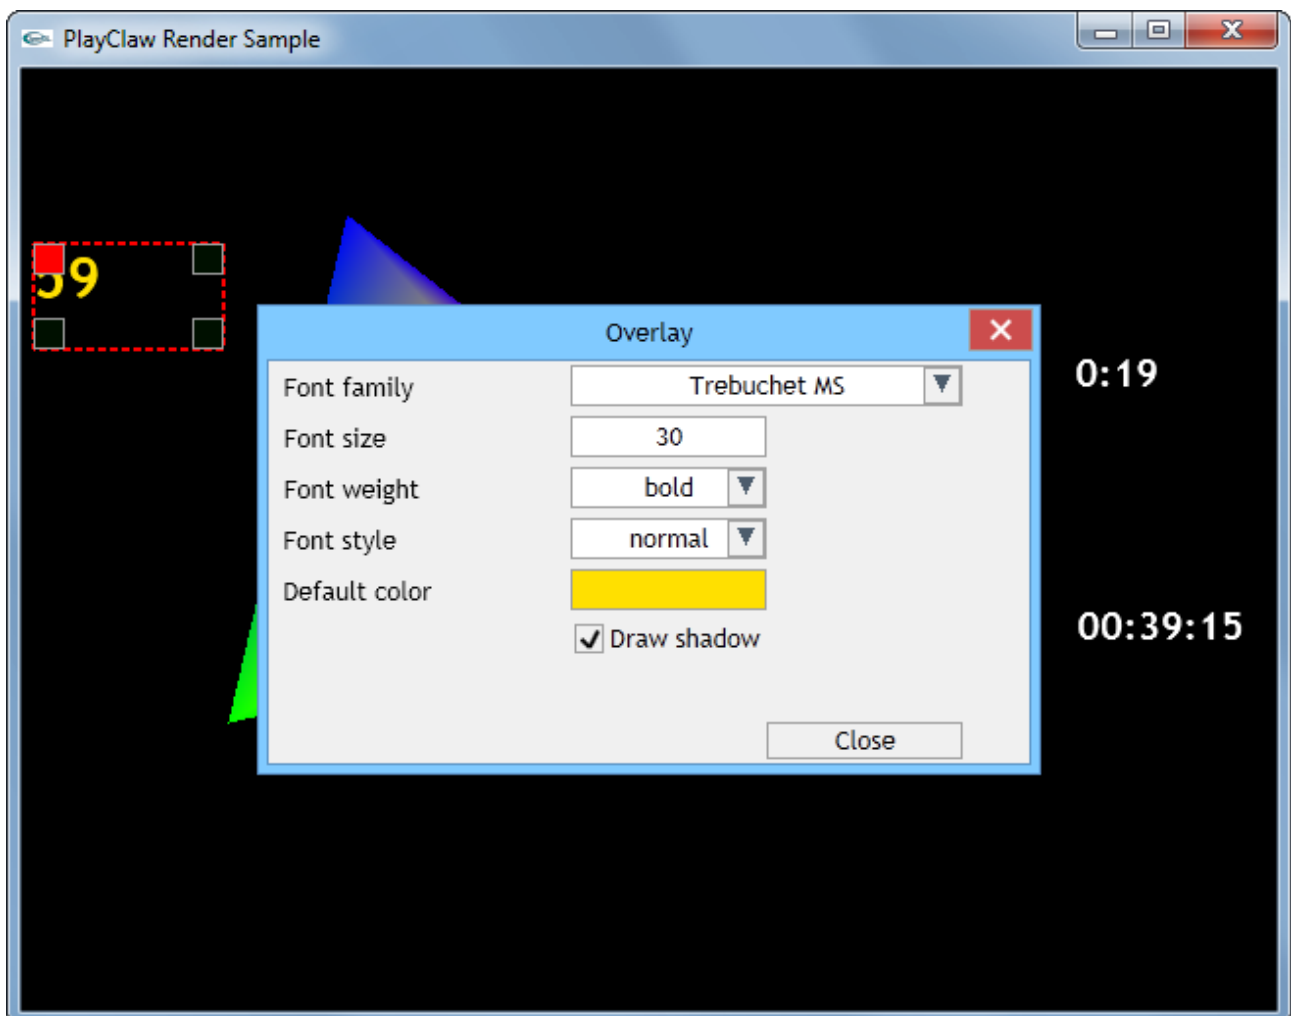 PlayClaw Render Sample
59
Overlay
Font family
Trebuchet MS
0:19
Font size
30
Font weight
bold
Font style
normal
Default color
00:39:15
Draw shadow
Close